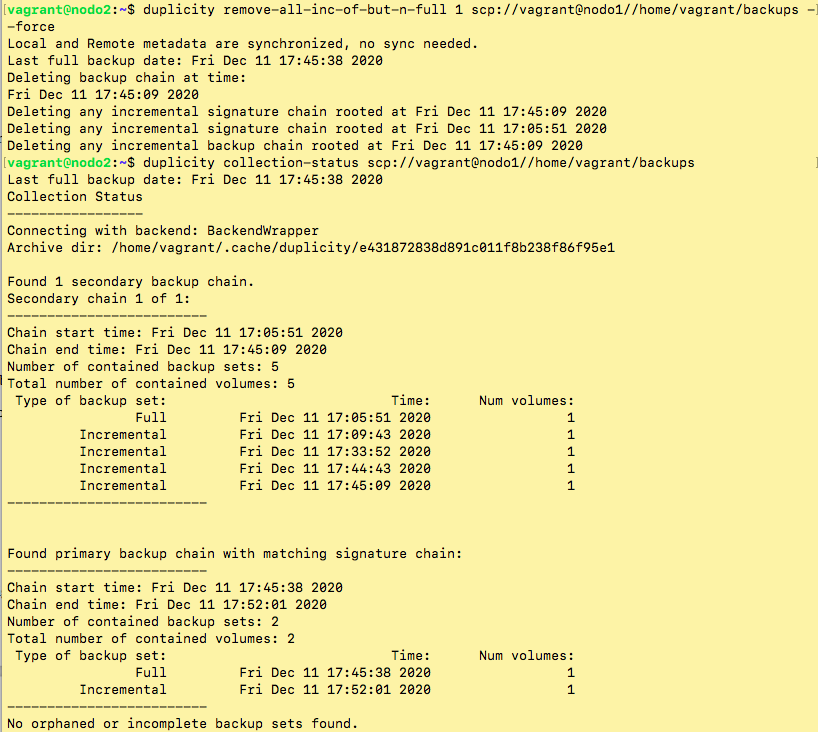 [vagrant@nodo2:~$ duplicity remove-all-inc-of-but-n-full 1 scp://vagrant@nodo1//home/vagrant/backups -]
-force
Local and Remote metadata are synchronized, no sync needed.
Last full backup date: Fri Dec 11 17:45:38 2020
Deleting backup chain at time:
Fri Dec 11 17:45:09 2020
Deleting any incremental signature chain rooted at Fri Dec 11 17:45:09 2020
Deleting any incremental signature chain rooted at Fri Dec 11 17:05:51 2020
Deleting any incremental backup chain rooted at Fri Dec 11 17:45:09 2020
[vagrant@nodo2:~$ duplicity collection-status scp://vagrant@nodo1//home/vagrant/backups ]
Last full backup date: Fri Dec 11 17:45:38 2020
Collection Status
-----------------
Connecting with backend: BackendWrapper
Archive dir: /home/vagrant/.cache/duplicity/e431872838d891c011f8b238f86f95e1

Found 1 secondary backup chain.
Secondary chain 1 of 1:
-------------------------
Chain start time: Fri Dec 11 17:05:51 2020
Chain end time: Fri Dec 11 17:45:09 2020
Number of contained backup sets: 5
Total number of contained volumes: 5
 Type of backup set:                            Time:      Num volumes:
                Full         Fri Dec 11 17:05:51 2020                 1
         Incremental         Fri Dec 11 17:09:43 2020                 1
         Incremental         Fri Dec 11 17:33:52 2020                 1
         Incremental         Fri Dec 11 17:44:43 2020                 1
         Incremental         Fri Dec 11 17:45:09 2020                 1
-------------------------

Found primary backup chain with matching signature chain:
-------------------------
Chain start time: Fri Dec 11 17:45:38 2020
Chain end time: Fri Dec 11 17:52:01 2020
Number of contained backup sets: 2
Total number of contained volumes: 2
 Type of backup set:                            Time:      Num volumes:
                Full         Fri Dec 11 17:45:38 2020                 1
         Incremental         Fri Dec 11 17:52:01 2020                 1
-------------------------
No orphaned or incomplete backup sets found.